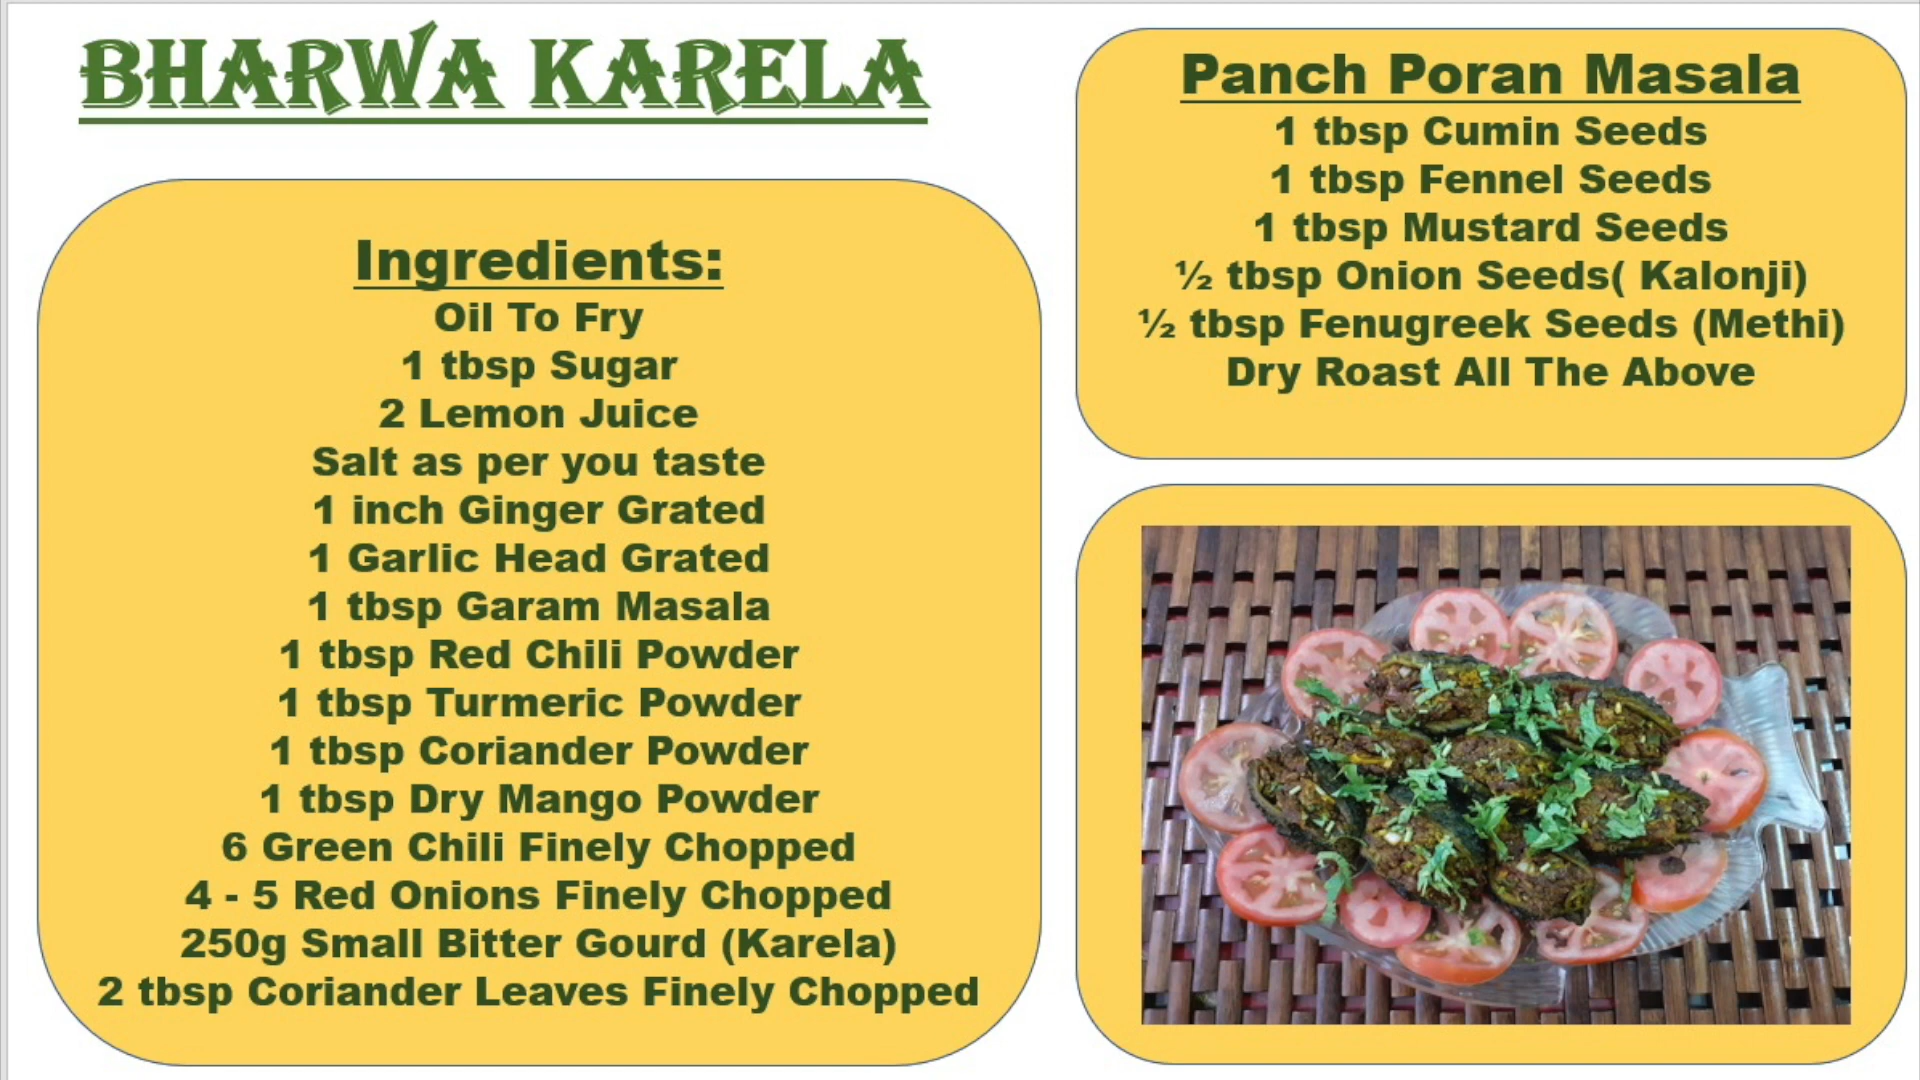 BHARWA KARELA
Ingredients:
Oil To Fry
1 tbsp Sugar
2 Lemon Juice
Salt as per you taste
1 inch Ginger Grated
1 Garlic Head Grated
1 tbsp Garam Masala
1 tbsp Red Chili Powder
1 tbsp Turmeric Powder
1 tbsp Coriander Powder
1 tbsp Dry Mango Powder
6 Green Chili Finely Chopped
4 - 5 Red Onions Finely Chopped
250g Small Bitter Gourd (Karela)
2 tbsp Coriander Leaves Finely Chopped
Panch Poran Masala
1 tbsp Cumin Seeds
1 tbsp Fennel Seeds
1 tbsp Mustard Seeds
½ tbsp Onion Seeds( Kalonji)
½ tbsp Fenugreek Seeds (Methi)
Dry Roast All The Above